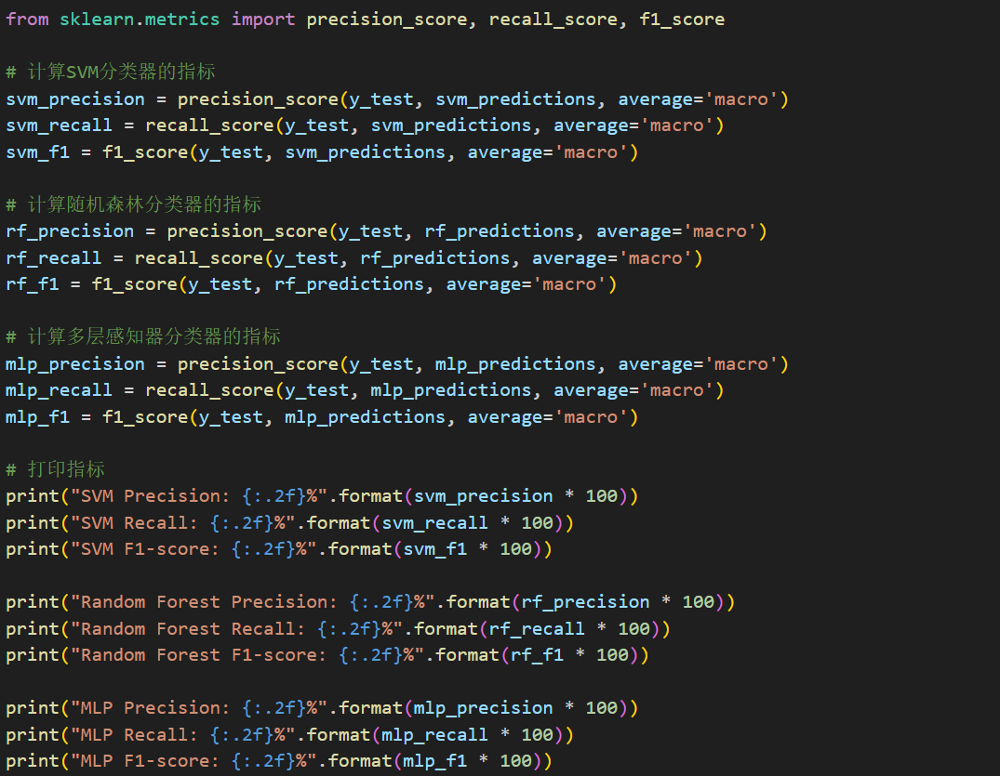 from sklearn.metrics import precision_score, recall_score, f1_score
# 计算SVM分类器的指标
svm_precision = precision_score(y_test, svm_predictions, average='macro')
svm_recall = recall_score(y_test, svm_predictions, average='macro')
svm_f1 = f1_score(y_test, svm_predictions, average='macro')
# 计算随机森林分类器的指标
rf_precision = precision_score(y_test, rf_predictions, average='macro')
rf_recall = recall_score(y_test, rf_predictions, average='macro')
rf_f1 = f1_score(y_test, rf_predictions, average='macro')
# 计算多层感知器分类器的指标
mlp_precision = precision_score(y_test, mlp_predictions, average='macro')
mlp_recall = recall_score(y_test, mlp_predictions, average='macro')
mlp_f1 = f1_score(y_test, mlp_predictions, average='macro')
# 打印指标
print("SVM Precision: {:.2f}%".format(svm_precision * 100))
print("SVM Recall: {:.2f}%".format(svm_recall * 100))
print("SVM F1-score: {:.2f}%".format(svm_f1 * 100))
print("Random Forest Precision: {:.2f}%".format(rf_precision * 100))
print("Random Forest Recall: {:.2f}%".format(rf_recall * 100))
print("Random Forest F1-score: {:.2f}%".format(rf_f1 * 100))
print("MLP Precision: {:.2f}%".format(mlp_precision * 100))
print("MLP Recall: {:.2f}%".format(mlp_recall * 100))
print("MLP F1-score: {:.2f}%".format(mlp_f1 * 100))